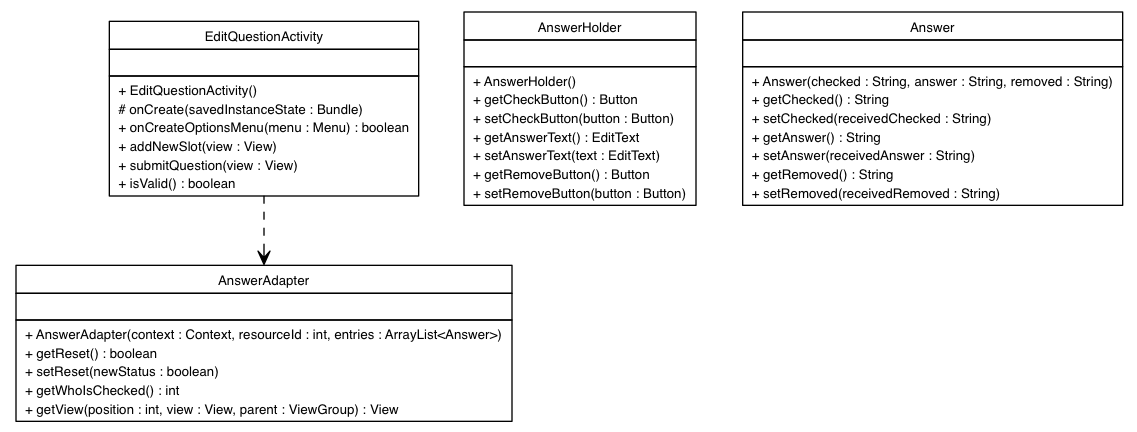 EditQuestionActivity
+ EditQuestionActivity()
# onCreate(savedInstanceState : Bundle)
+ onCreateOptionsMenu(menu : Menu) : boolean
+ addNewSlot(view : View)
+ submitQuestion(view : View)
+ isValid() : boolean
AnswerHolder
+ AnswerHolder()
+ getCheckButton() : Button
+ setCheckButton(button : Button)
+ getAnswerText() : EditText
+ setAnswerText(text : EditText)
+ getRemoveButton() : Button
+ setRemoveButton(button : Button)
Answer
+ Answer(checked : String, answer : String, removed : String)
+ getChecked() : String
+ setChecked(receivedChecked : String)
+ getAnswer() : String
+ setAnswer(receivedAnswer : String)
+ getRemoved() : String
+ setRemoved(receivedRemoved : String)
AnswerAdapter
+ AnswerAdapter(context : Context, resourceId : int, entries : ArrayList<Answer>)
+ getReset() : boolean
+ setReset(newStatus : boolean)
+ getWhoIsChecked() : int
+ getView(position : int, view : View, parent : ViewGroup) : View